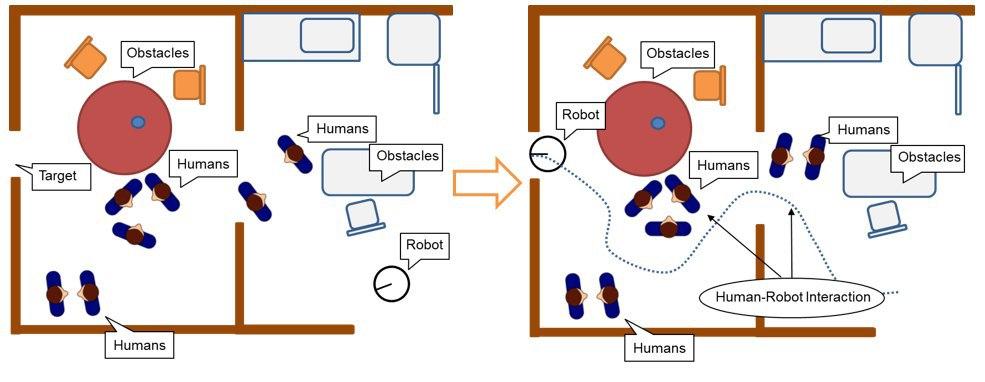 Obstacles
Humans
Obstacles
Humans
Target
Robot
Humans
Obstacles
Robot
Humans
Obstacles
Humans
Human-Robot Interaction
Humans